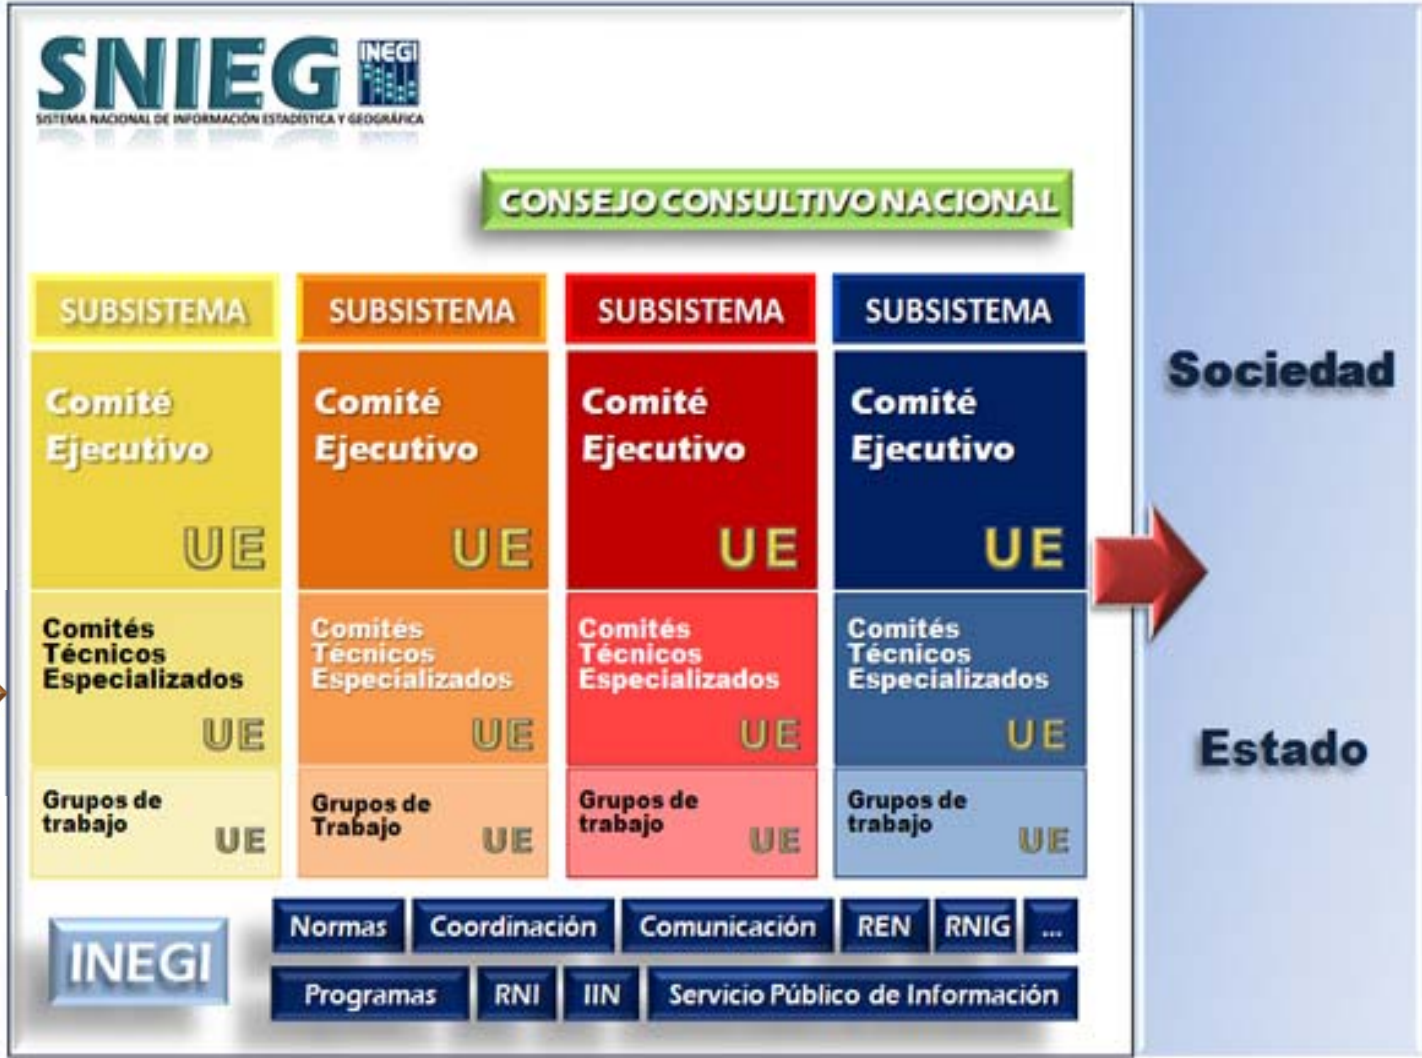 SNIEG INEGI
SISTEMA NACIONAL DE INFORMACIÓN ESTADÍSTICA Y GEOGRÁFICA
CONSEJO CONSULTIVO NACIONAL
SUBSISTEMA
Comité
Ejecutivo
UE
Comités
Técnicos
Especializados
UE
Grupos de
trabajo
UE
SUBSISTEMA
Comité
Ejecutivo
UE
Comités
Técnicos
Especializados
UE
Grupos de
Trabajo
UE
SUBSISTEMA
Comité
Ejecutivo
UE
Comités
Técnicos
Especializados
UE
Grupos de
trabajo
UE
SUBSISTEMA
Comité
Ejecutivo
UE
Comités
Técnicos
Especializados
UE
Grupos de
trabajo
UE
INEGI
Normas Coordinación Comunicación REN RNIG ...
Programas RNI IIN Servicio Público de Información
Sociedad
Estado